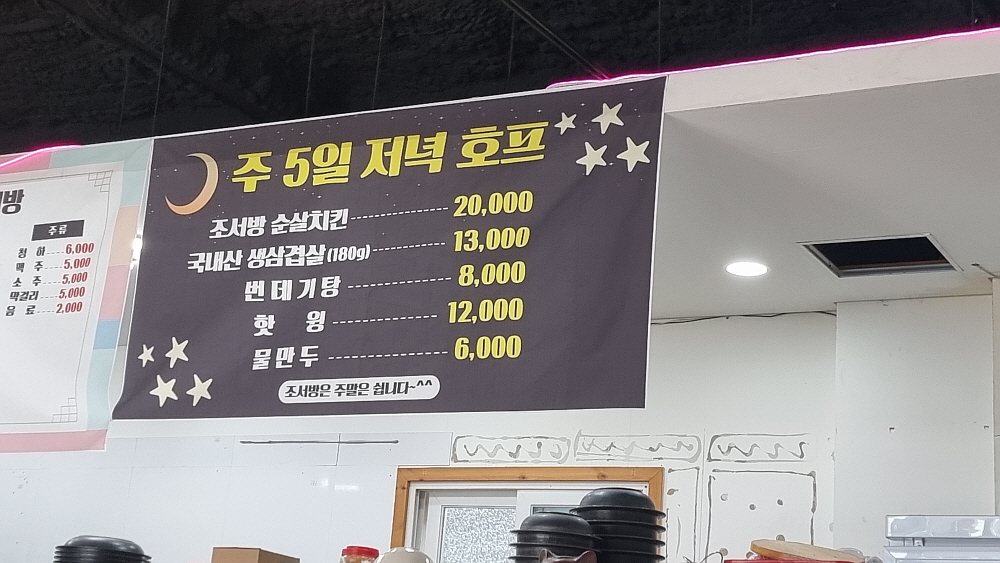 방
주류
청 하 6,000
맥 주 5,000
소 주 5,000
막걸리 5,000
음 료 2,000
주 5일 저녁 호프
조서방 순살치킨 20,000
국내산 생삼겹살(180g) 13,000
번데기탕 8,000
핫 윙 12,000
물만두 6,000
조서방은 주말은 쉽니다~^^